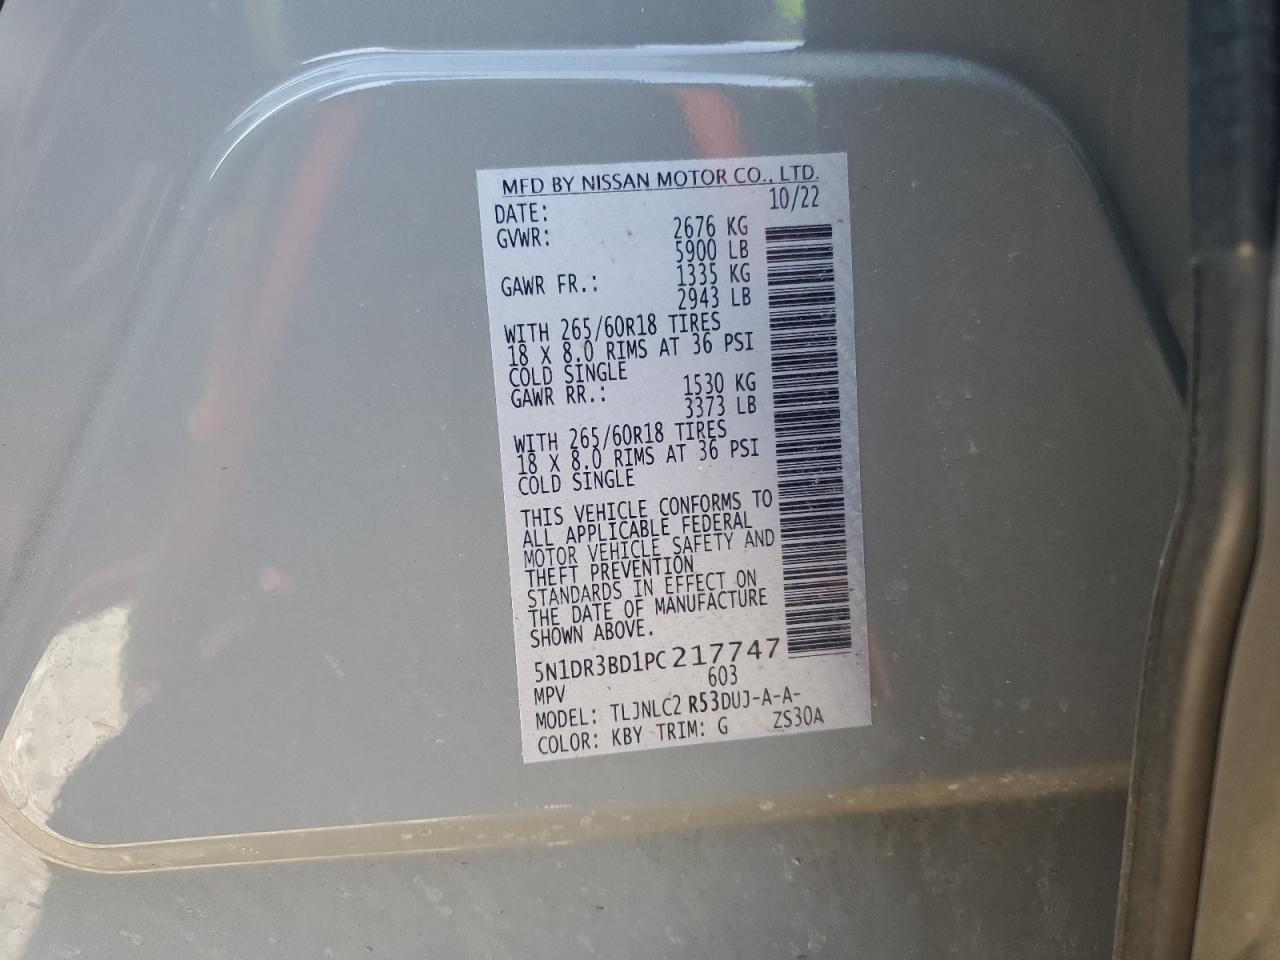 MFD BY NISSAN MOTOR CO., LTD.
DATE: 10/22
GVWR: 2676 KG
5900 LB
GAWR FR.: 1335 KG
2943 LB
WITH 265/60R18 TIRES
18 X 8.0 RIMS AT 36 PSI
COLD SINGLE
GAWR RR.: 1530 KG
3373 LB
WITH 265/60R18 TIRES
18 X 8.0 RIMS AT 36 PSI
COLD SINGLE
THIS VEHICLE CONFORMS TO
ALL APPLICABLE FEDERAL
MOTOR VEHICLE SAFETY AND
THEFT PREVENTION
STANDARDS IN EFFECT ON
THE DATE OF MANUFACTURE
SHOWN ABOVE.
5N1DR3BD1PC217747
MPV 603
MODEL: TLJNLC2 R53DUJ-A-A-
COLOR: KBY TRIM: G ZS30A